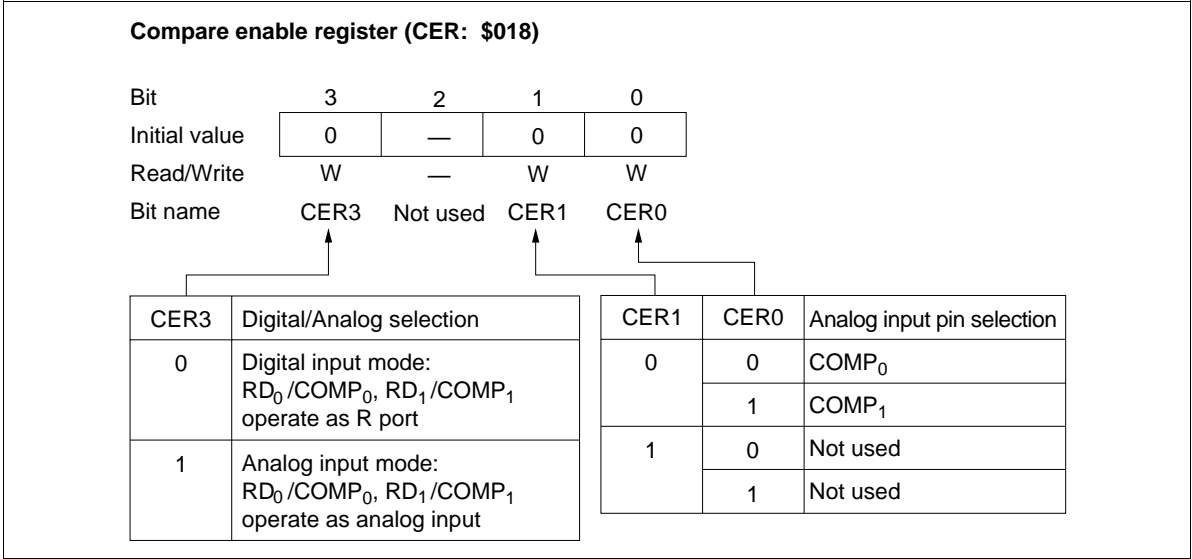 Compare enable register (CER: $018)
Bit 3 2 1 0
Initial value 0 — 0 0
Read/Write W — W W
Bit name CER3 Not used CER1 CER0
CER3 Digital/Analog selection
0 Digital input mode:
RD0/COMP0, RD1/COMP1
operate as R port
1 Analog input mode:
RD0/COMP0, RD1/COMP1
operate as analog input
CER1 CER0 Analog input pin selection
0 0 COMP0
1 COMP1
1 0 Not used
1 Not used